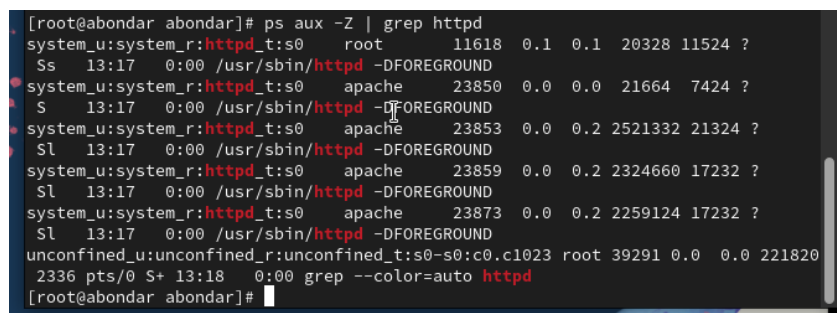 [root@abondar abondar]# ps aux -Z | grep httpd
system_u:system_r:httpd_t:s0    root       11618  0.1  0.1  20328 11524 ?
 Ss   13:17   0:00 /usr/sbin/httpd -DFOREGROUND
system_u:system_r:httpd_t:s0    apache     23850  0.0  0.0  21664  7424 ?
 S    13:17   0:00 /usr/sbin/httpd -DFOREGROUND
system_u:system_r:httpd_t:s0    apache     23853  0.0  0.2 2521332 21324 ?
 Sl   13:17   0:00 /usr/sbin/httpd -DFOREGROUND
system_u:system_r:httpd_t:s0    apache     23859  0.0  0.2 2324660 17232 ?
 Sl   13:17   0:00 /usr/sbin/httpd -DFOREGROUND
system_u:system_r:httpd_t:s0    apache     23873  0.0  0.2 2259124 17232 ?
 Sl   13:17   0:00 /usr/sbin/httpd -DFOREGROUND
unconfined_u:unconfined_r:unconfined_t:s0-s0:c0.c1023 root 39291 0.0  0.0 221820
 2336 pts/0 S+ 13:18   0:00 grep --color=auto httpd
[root@abondar abondar]#